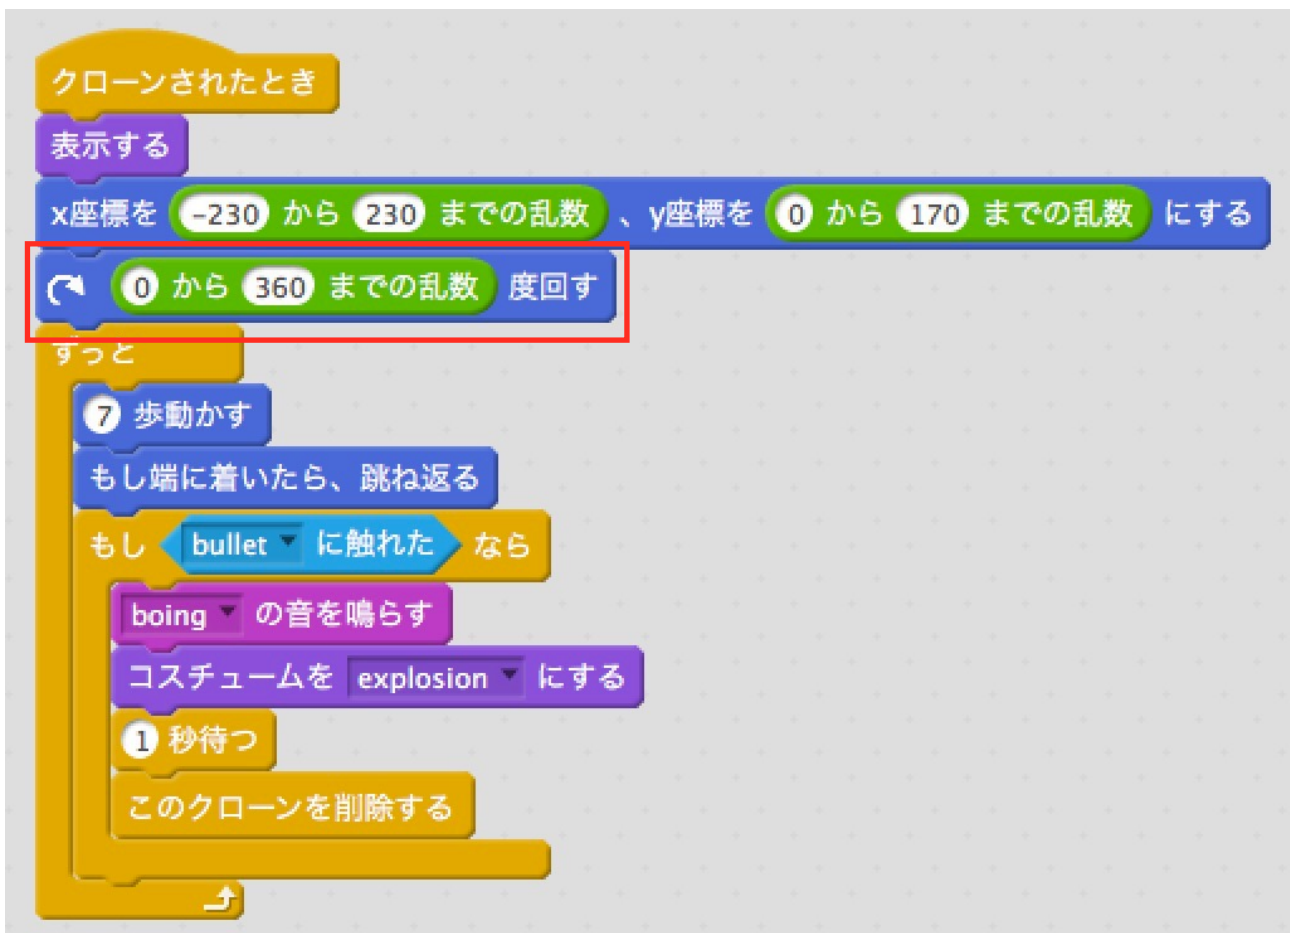 クローンされたとき
表示する
x座標を -230 から 230 までの乱数 、y座標を 0 から 170 までの乱数 にする
0 から 360 までの乱数 度回す
ずっと
7 歩動かす
もし端に着いたら、跳ね返る
もし bullet に触れた なら
boing の音を鳴らす
コスチュームを explosion にする
1 秒待つ
このクローンを削除する